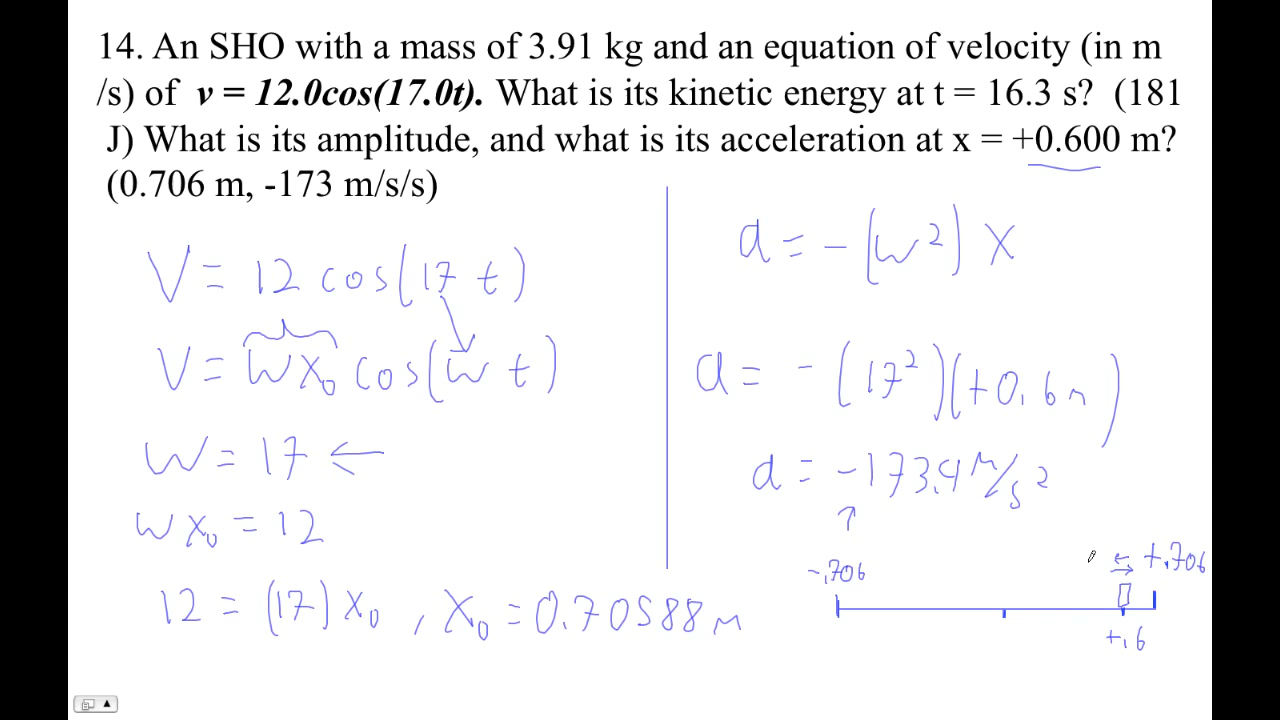 14. An SHO with a mass of 3.91 kg and an equation of velocity (in m
/s) of v = 12.0cos(17.0t). What is its kinetic energy at t = 16.3 s? (181
J) What is its amplitude, and what is its acceleration at x = +0.600 m?
(0.706 m, -173 m/s/s)
V = 12 cos(17 t)
V = w x₀ cos(w t)
w = 17 ←
w x₀ = 12
12 = (17) x₀ , x₀ = 0.70588 m
a = -(w²) x
a = -(17²)(+0.6m)
a = -173.4 m/s²
↑
-.706
+.706
+.6